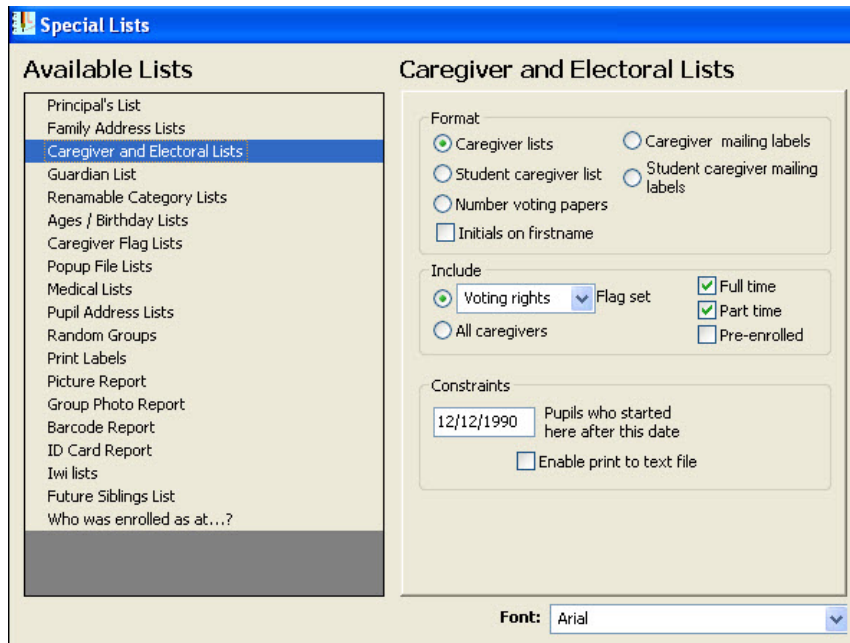 Special Lists
Available Lists
Principal's List
Family Address Lists
Caregiver and Electoral Lists
Guardian List
Renamable Category Lists
Ages / Birthday Lists
Caregiver Flag Lists
Popup File Lists
Medical Lists
Pupil Address Lists
Random Groups
Print Labels
Picture Report
Group Photo Report
Barcode Report
ID Card Report
Iwi lists
Future Siblings List
Who was enrolled as at...?
Caregiver and Electoral Lists
Format
Caregiver lists
Student caregiver list
Number voting papers
Initials on firstname
Caregiver mailing labels
Student caregiver mailing
labels
Include
Voting rights Flag set
All caregivers
Full time
Part time
Pre-enrolled
Constraints
12/12/1990
Pupils who started
here after this date
Enable print to text file
Font: Arial